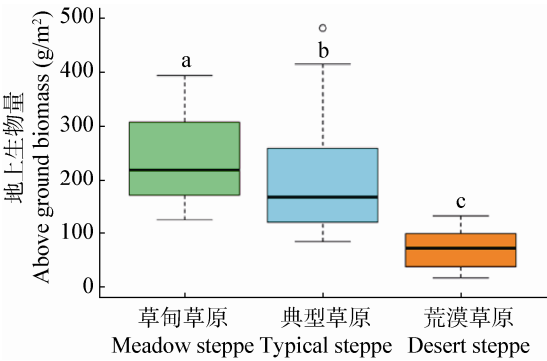 地上生物量
Above ground biomass (g/m²)
500
400
300
200
100
0
a
b
c
草甸草原
Meadow steppe
典型草原
Typical steppe
荒漠草原
Desert steppe